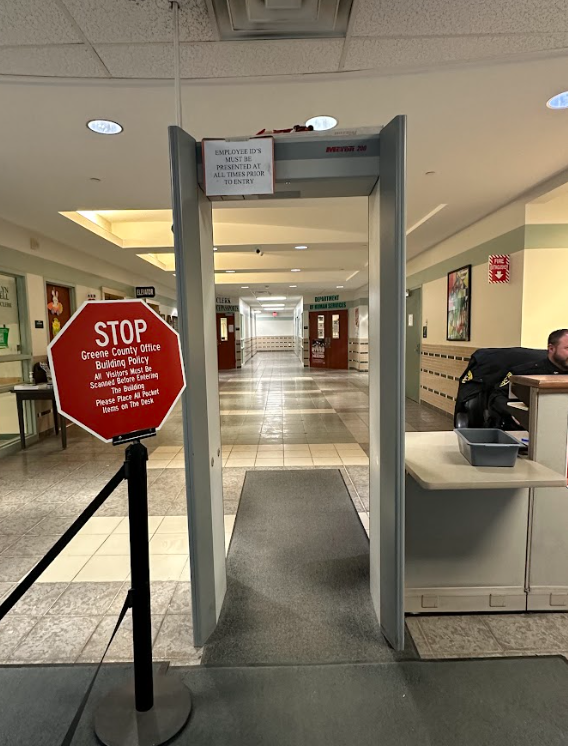 EMPLOYEE ID'S
MUST BE
PRESENTED AT
ALL TIMES PRIOR
TO ENTRY
ELEVATOR
CLERK
DEPARTMENT
OF HUMAN SERVICES
FIRE
STOP
Greene County Office
Building Policy
All Visitors Must Be
Scanned Before Entering
The Building
Please Place All Pocket
Items on The Desk